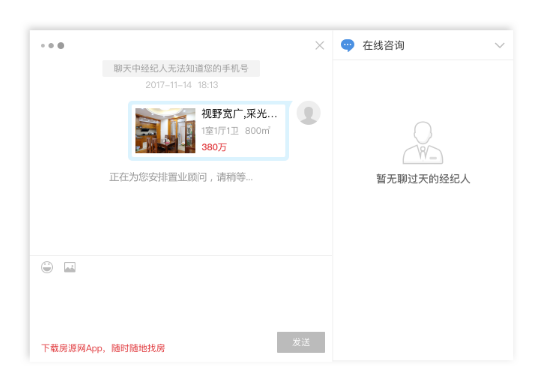 聊天中经纪人无法知道您的手机号
2017-11-14 18:13
视野宽广,采光...
1室1厅1卫 800㎡
380万
正在为您安排置业顾问，请稍等...
下载房源网App，随时随地找房
发送
在线咨询
暂无聊过天的经纪人